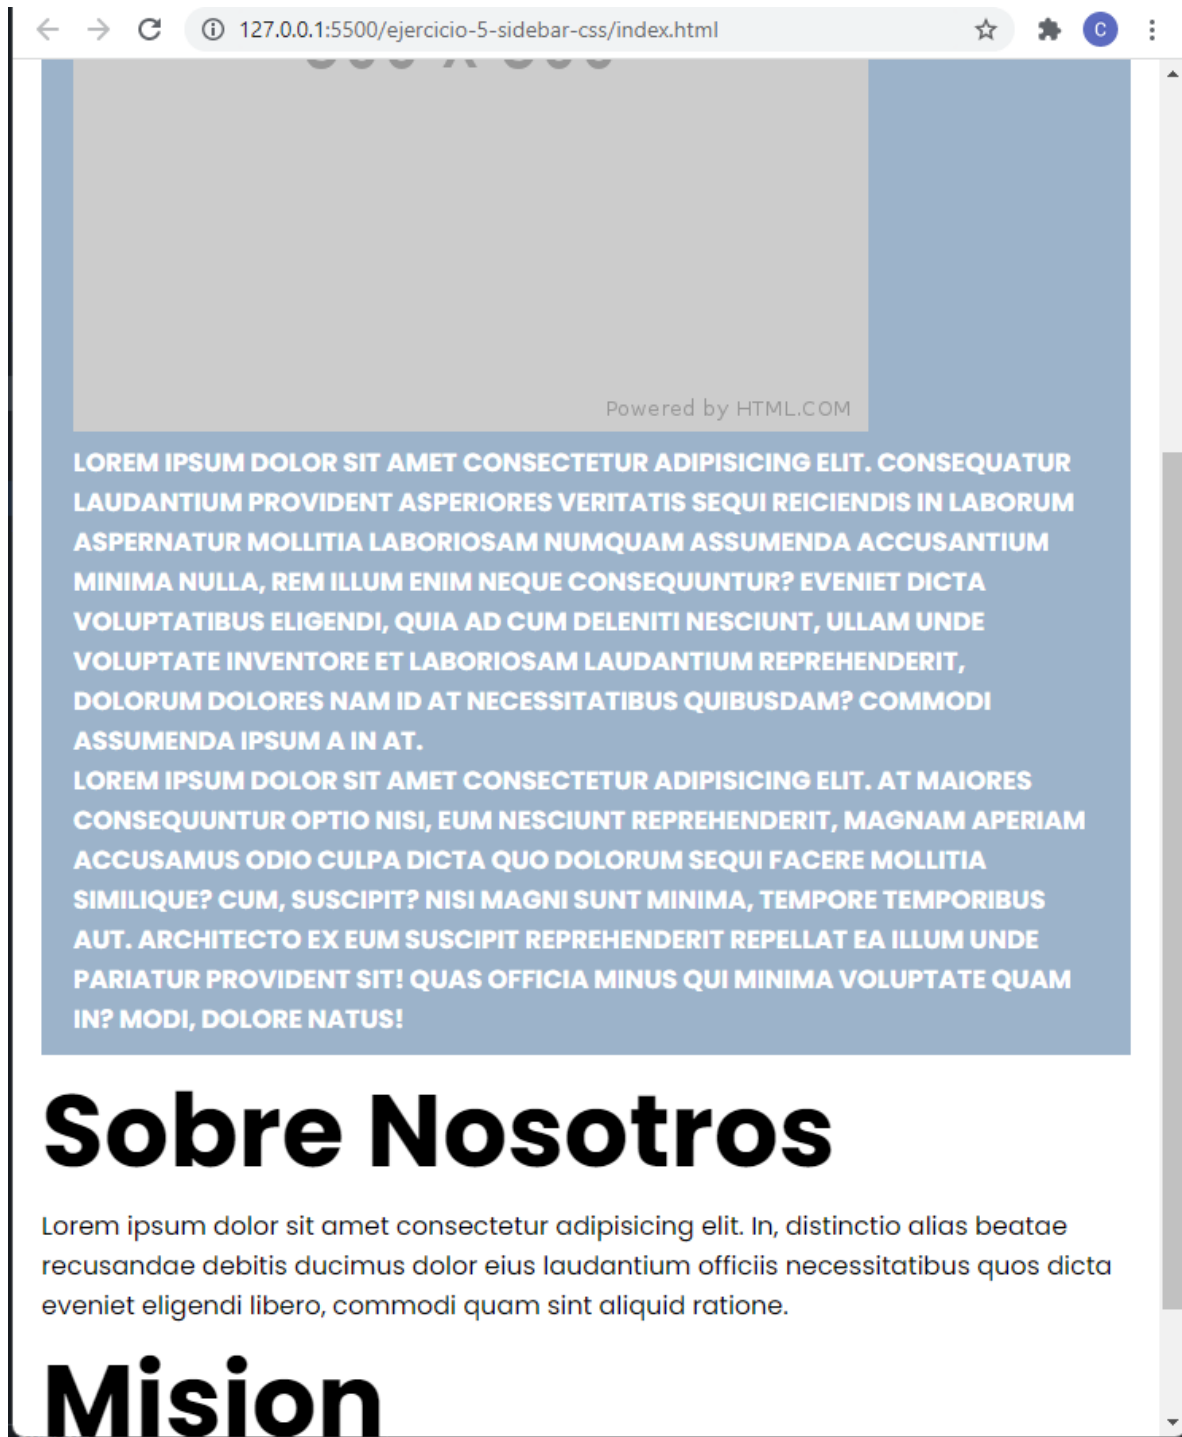 127.0.0.1:5500/ejercicio-5-sidebar-css/index.html
C
Powered by HTML.COM
LOREM IPSUM DOLOR SIT AMET CONSECTETUR ADIPISICING ELIT. CONSEQUATUR
LAUDANTIUM PROVIDENT ASPERIORES VERITATIS SEQUI REICIENDIS IN LABORUM
ASPERNATUR MOLLITIA LABORIOSAM NUMQUAM ASSUMENDA ACCUSANTIUM
MINIMA NULLA, REM ILLUM ENIM NEQUE CONSEQUUNTUR? EVENIET DICTA
VOLUPTATIBUS ELIGENDI, QUIA AD CUM DELENITI NESCIUNT, ULLAM UNDE
VOLUPTATE INVENTORE ET LABORIOSAM LAUDANTIUM REPREHENDERIT,
DOLORUM DOLORES NAM ID AT NECESSITATIBUS QUIBUSDAM? COMMODI
ASSUMENDA IPSUM A IN AT.
LOREM IPSUM DOLOR SIT AMET CONSECTETUR ADIPISICING ELIT. AT MAIORES
CONSEQUUNTUR OPTIO NISI, EUM NESCIUNT REPREHENDERIT, MAGNAM APERIAM
ACCUSAMUS ODIO CULPA DICTA QUO DOLORUM SEQUI FACERE MOLLITIA
SIMILIQUE? CUM, SUSCIPIT? NISI MAGNI SUNT MINIMA, TEMPORE TEMPORIBUS
AUT. ARCHITECTO EX EUM SUSCIPIT REPREHENDERIT REPELLAT EA ILLUM UNDE
PARIATUR PROVIDENT SIT! QUAS OFFICIA MINUS QUI MINIMA VOLUPTATE QUAM
IN? MODI, DOLORE NATUS!
Sobre Nosotros
Lorem ipsum dolor sit amet consectetur adipisicing elit. In, distinctio alias beatae
recusandae debitis ducimus dolor eius laudantium officiis necessitatibus quos dicta
eveniet eligendi libero, commodi quam sint aliquid ratione.
Mision